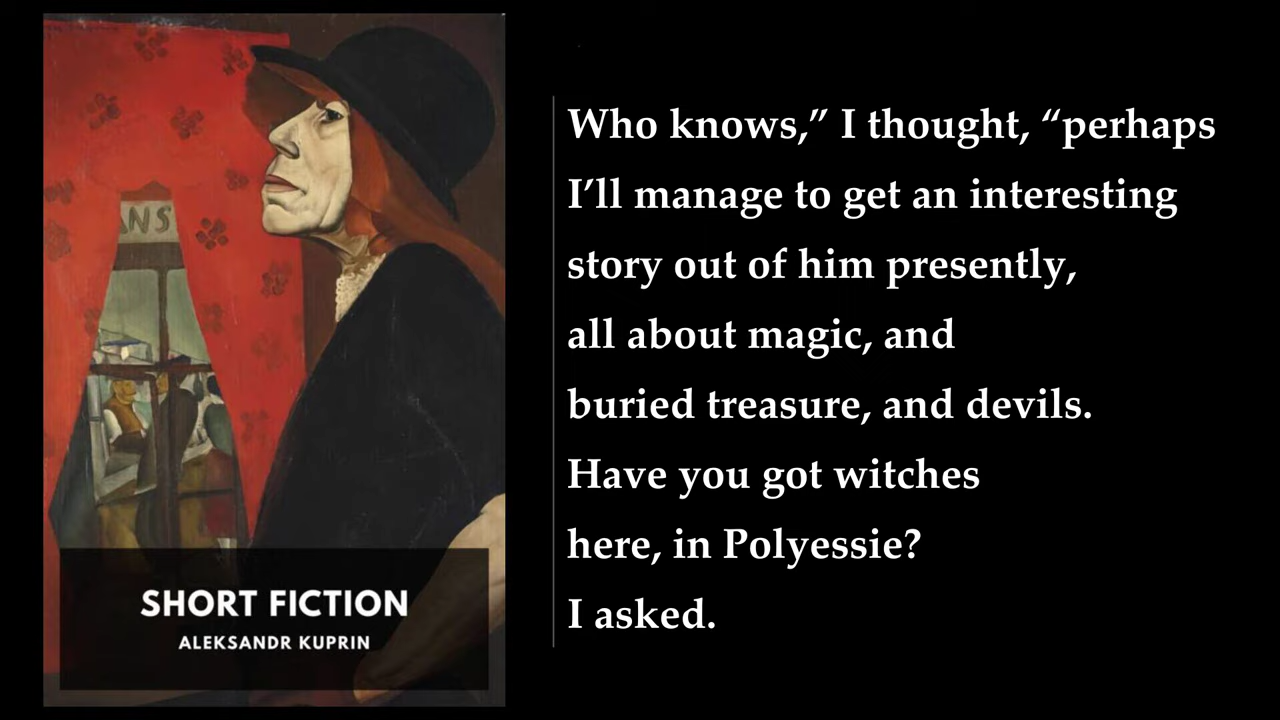 ANS
SHORT FICTION
ALEKSANDR KUPRIN
Who knows,” I thought, “perhaps
I’ll manage to get an interesting
story out of him presently,
all about magic, and
buried treasure, and devils.
Have you got witches
here, in Polyessie?
I asked.